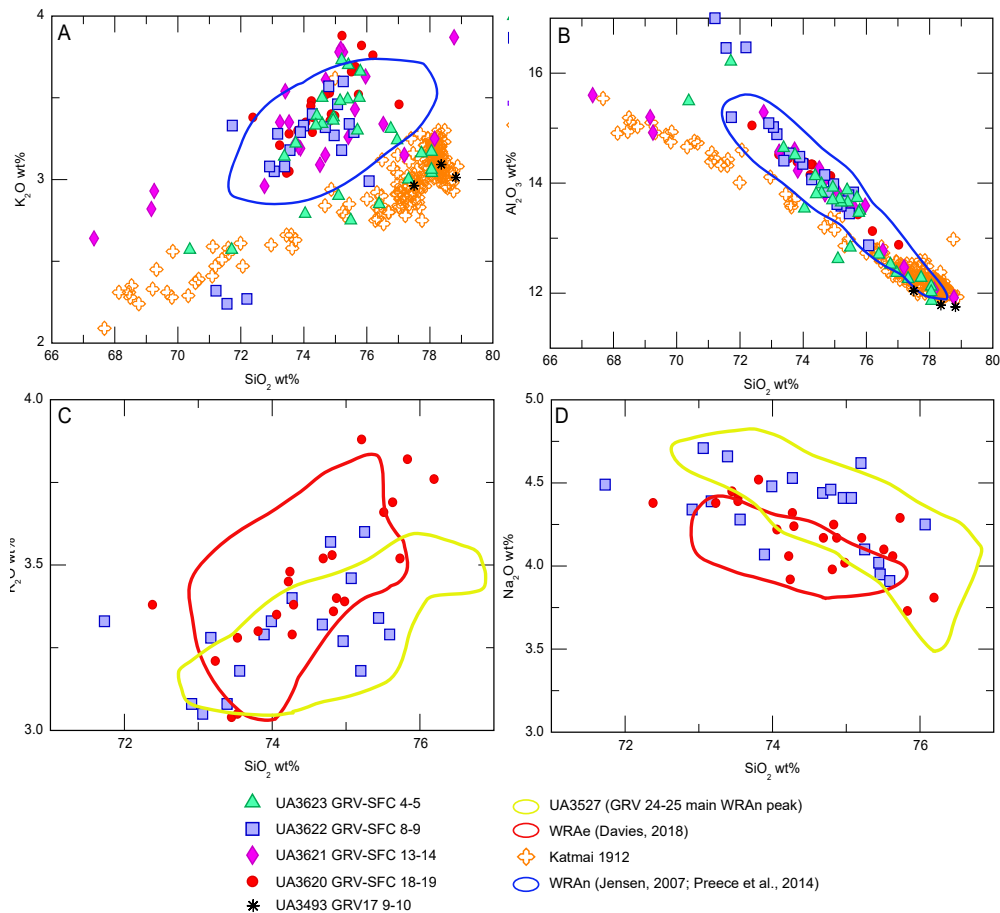 A
4
3
2
K2O wt%
66 68 70 72 74 76 78 80
SiO2 wt%
B
16
14
12
Al2O3 wt%
66 68 70 72 74 76 78 80
SiO2 wt%
C
4.0
3.5
3.0
K2O wt%
72 74 76
SiO2 wt%
D
5.0
4.5
4.0
3.5
3.0
Na2O wt%
72 74 76
SiO2 wt%
UA3623 GRV-SFC 4-5
UA3622 GRV-SFC 8-9
UA3621 GRV-SFC 13-14
UA3620 GRV-SFC 18-19
UA3493 GRV17 9-10
UA3527 (GRV 24-25 main WRAn peak)
WRAe (Davies, 2018)
Katmai 1912
WRAn (Jensen, 2007; Preece et al., 2014)